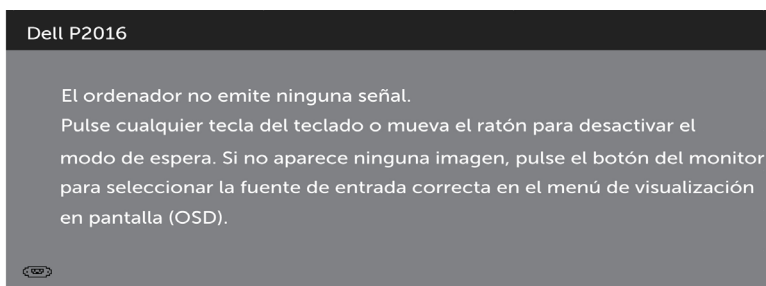 Dell P2016
El ordenador no emite ninguna señal.
Pulse cualquier tecla del teclado o mueva el ratón para desactivar el
modo de espera. Si no aparece ninguna imagen, pulse el botón del monitor
para seleccionar la fuente de entrada correcta en el menú de visualización
en pantalla (OSD).